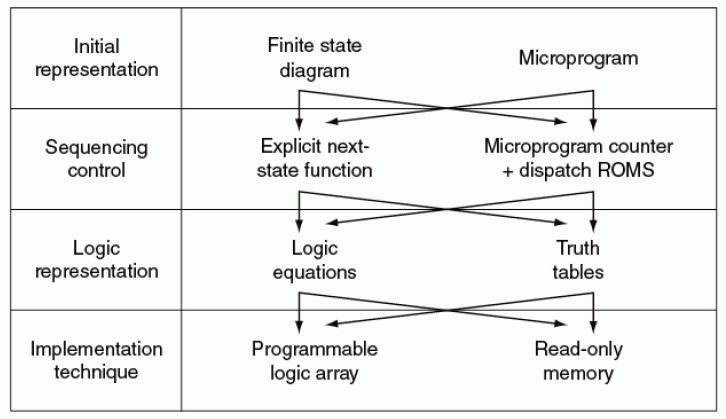 Initial
representation
Finite state
diagram
Microprogram
Sequencing
control
Explicit next-
state function
Microprogram counter
+ dispatch ROMS
Logic
representation
Logic
equations
Truth
tables
Implementation
technique
Programmable
logic array
Read-only
memory